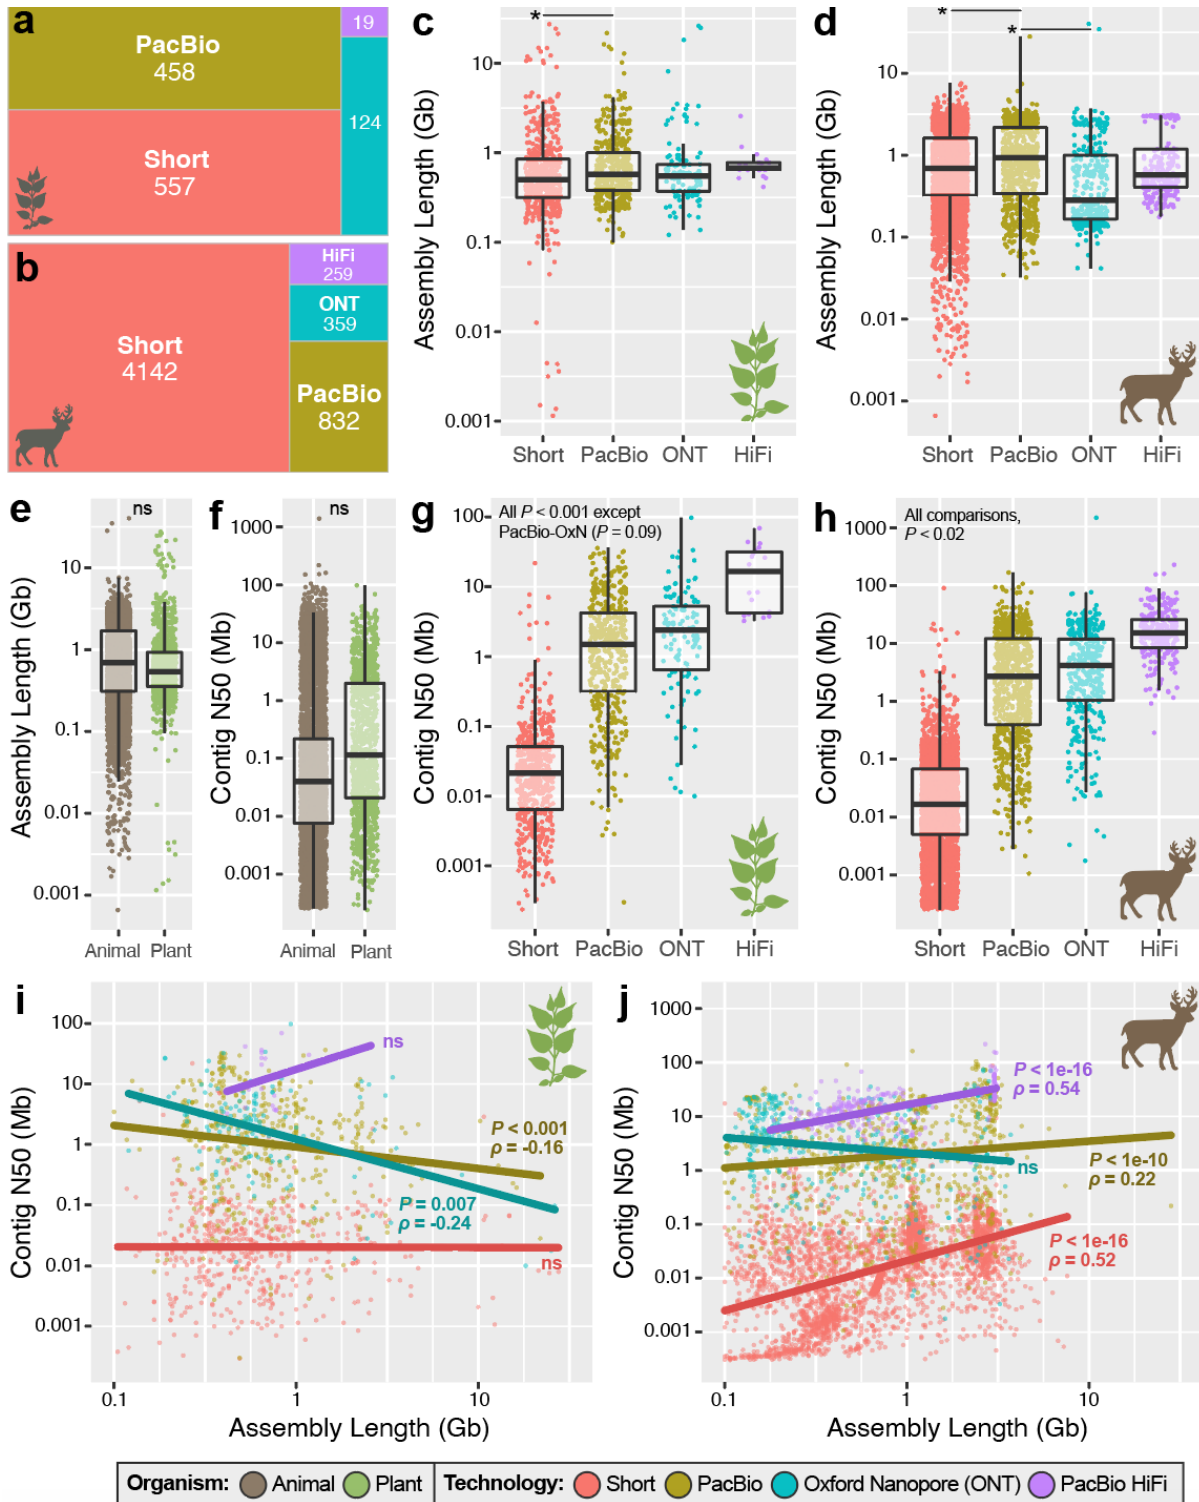 a
PacBio
458
Short
557
19
124
b
Short
4142
HiFi
259
ONT
359
PacBio
832
c
*
Assembly Length (Gb)
10
1
0.1
0.01
0.001
Short PacBio ONT HiFi
d
*
*
Assembly Length (Gb)
10
1
0.1
0.01
0.001
Short PacBio ONT HiFi
e
ns
Assembly Length (Gb)
10
1
0.1
0.01
0.001
Animal Plant
f
ns
Contig N50 (Mb)
1000
100
10
1
0.1
0.01
0.001
Animal Plant
g
All P < 0.001 except
PacBio-OxN (P = 0.09)
Contig N50 (Mb)
100
10
1
0.1
0.01
0.001
Short PacBio ONT HiFi
h
All comparisons,
P < 0.02
Contig N50 (Mb)
1000
100
10
1
0.1
0.01
0.001
Short PacBio ONT HiFi
i
Contig N50 (Mb)
100
10
1
0.1
0.01
0.001
ns
P < 0.001
ρ = -0.16
P = 0.007
ρ = -0.24
ns
0.1 1 10
Assembly Length (Gb)
j
Contig N50 (Mb)
1000
100
10
1
0.1
0.01
0.001
P < 1e-16
ρ = 0.54
ns
P < 1e-10
ρ = 0.22
P < 1e-16
ρ = 0.52
0.1 1 10
Assembly Length (Gb)
Organism: Animal Plant Technology: Short PacBio Oxford Nanopore (ONT) PacBio HiFi